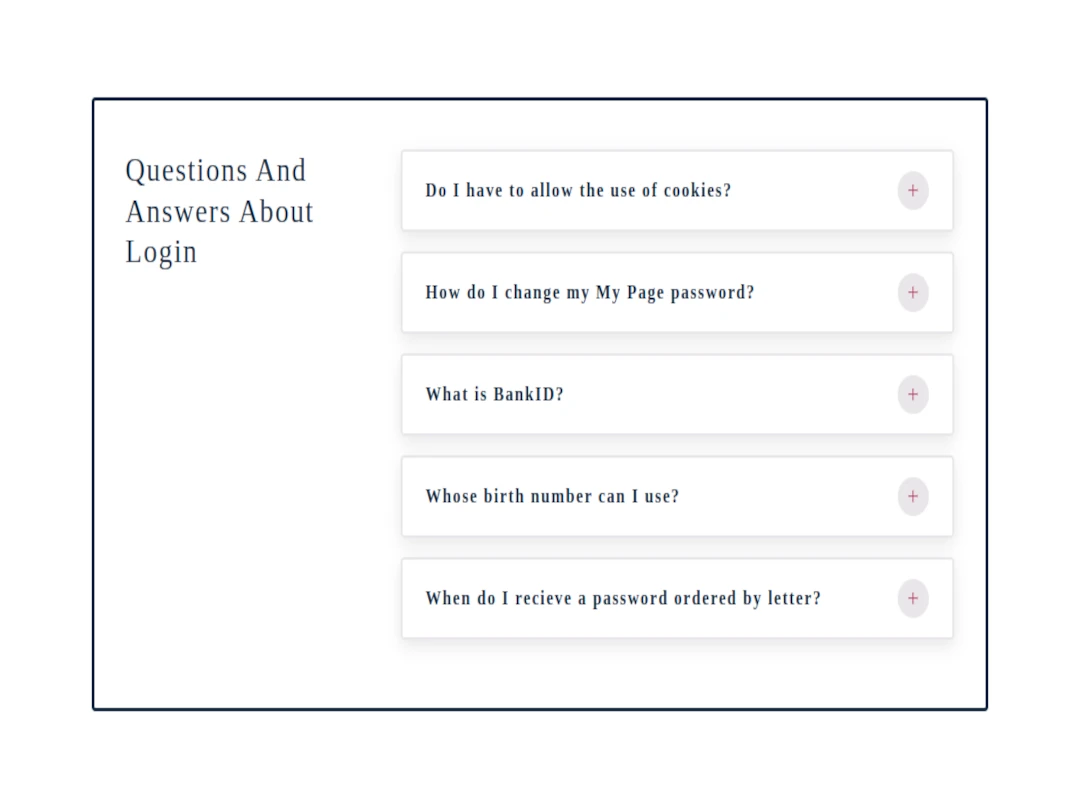 Questions And
Answers About
Login
Do I have to allow the use of cookies?
+
How do I change my My Page password?
+
What is BankID?
+
Whose birth number can I use?
+
When do I recieve a password ordered by letter?
+